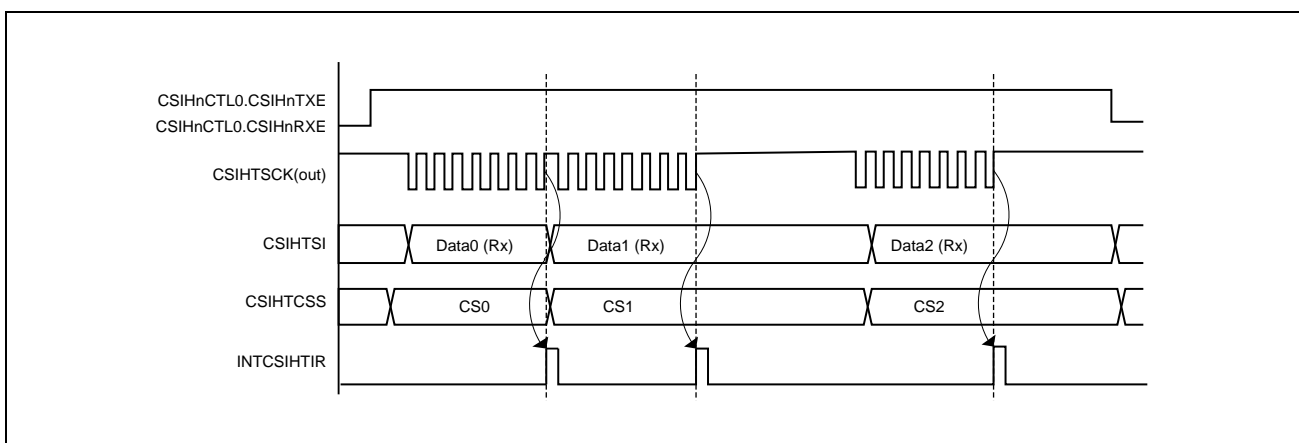 CSIHnCTL0.CSIHnTXE
CSIHnCTL0.CSIHnRXE
CSIHTSCK(out)
CSIHTSI
Data0 (Rx)
Data1 (Rx)
Data2 (Rx)
CSIHTCSS
CS0
CS1
CS2
INTCSIHTIR